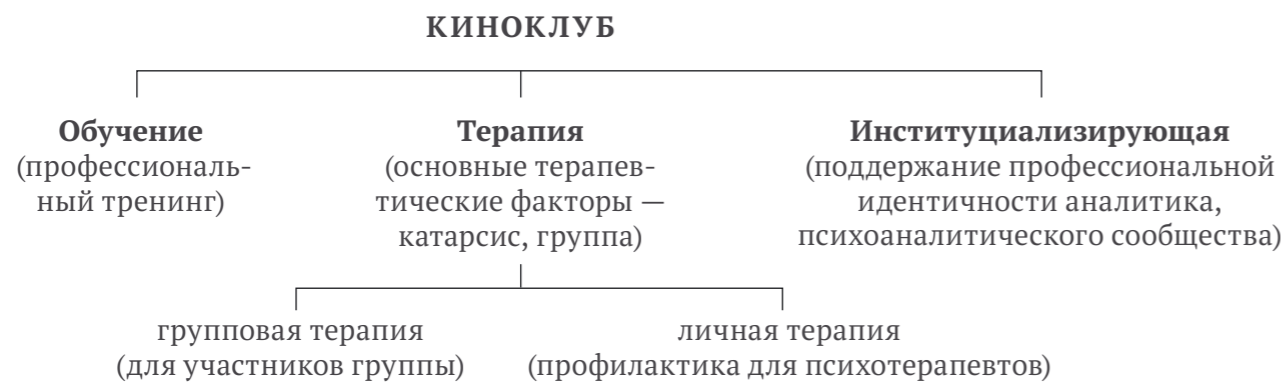 КИНОКЛУБ
Обучение
(профессиональ-
ный тренинг)
Терапия
(основные терапев-
тические факторы —
катарсис, группа)
Институциализирующая
(поддержание профессиональной
идентичности аналитика,
психоаналитического сообщества)
групповая терапия
(для участников группы)
личная терапия
(профилактика для психотерапевтов)